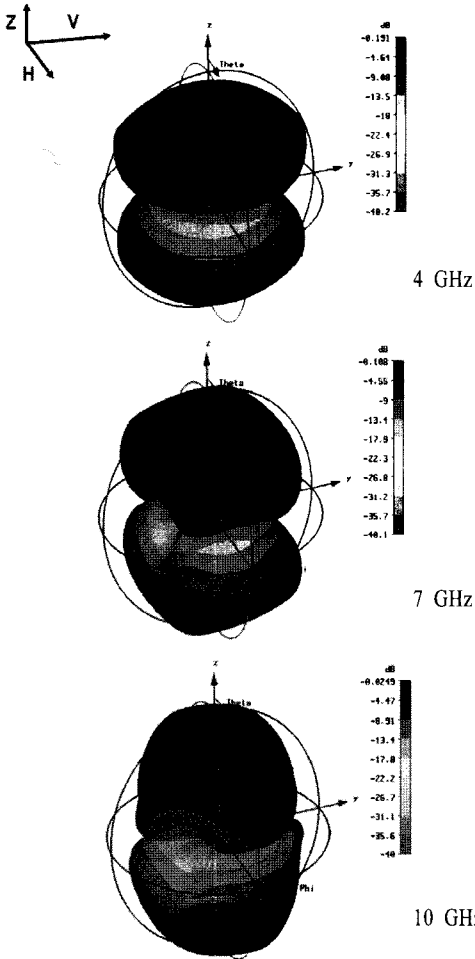 Z
V
H
z
Theta
y
dB
-0.191
-4.64
-9.08
-13.5
-18
-22.4
-26.9
-31.3
-35.7
-40.2
4 GHz
z
Theta
y
dB
-0.108
-4.55
-9
-13.4
-17.9
-22.3
-26.8
-31.2
-35.7
-40.1
7 GHz
z
Theta
y
Phi
dB
-0.0249
-4.47
-8.91
-13.4
-17.8
-22.2
-26.7
-31.1
-35.6
-40
10 GHz